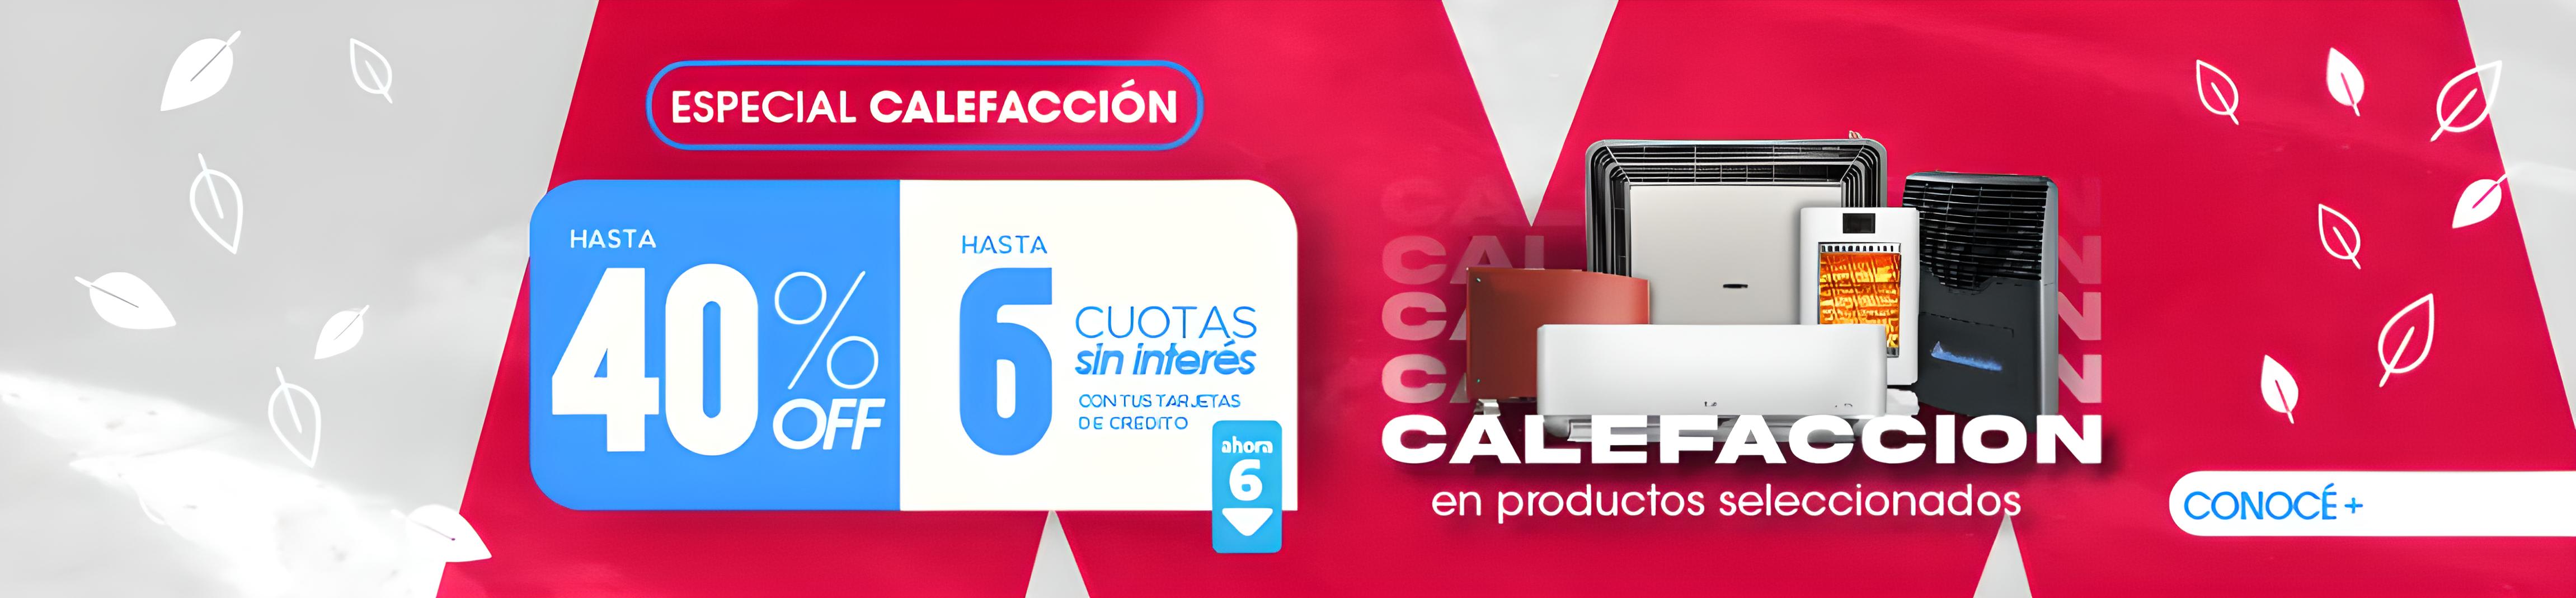 ESPECIAL CALEFACCIÓN
HASTA
40%
OFF
HASTA
6
CUOTAS
sin interés
CON TUS TARJETAS
DE CREDITO
ahora
6
CALEFACCION
en productos seleccionados
CONOCÉ +